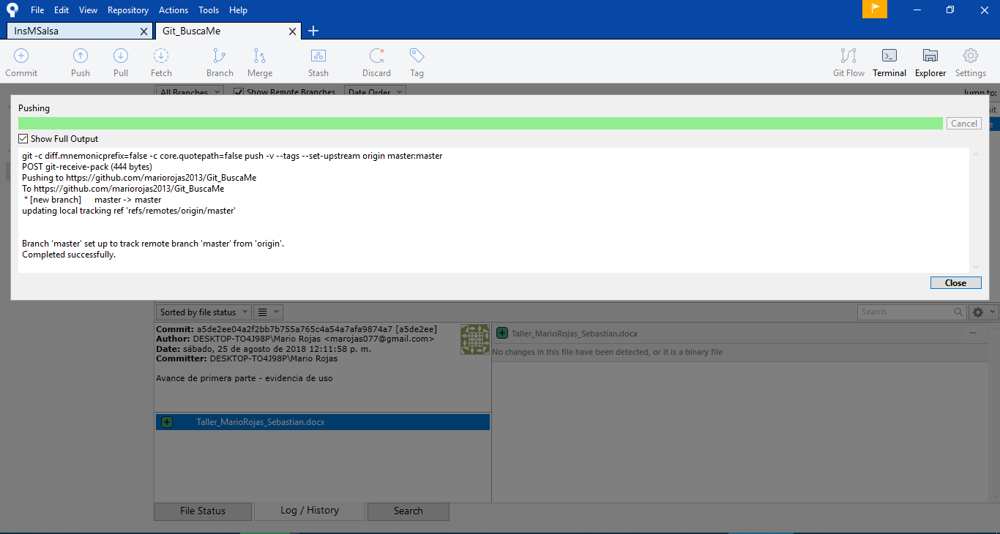 File Edit View Repository Actions Tools Help
InsMSalsa
Git_BuscaMe
Commit Push Pull Fetch Branch Merge Stash Discard Tag Git Flow Terminal Explorer Settings
All Branches Show Remote Branches Date Order Jump to:
Pushing
Cancel
Show Full Output
git -c diff.mnemonicprefix=false -c core.quotepath=false push -v --tags --set-upstream origin master:master
POST git-receive-pack (444 bytes)
Pushing to https://github.com/mariorojas2013/Git_BuscaMe
To https://github.com/mariorojas2013/Git_BuscaMe
* [new branch] master -> master
updating local tracking ref 'refs/remotes/origin/master'
Branch 'master' set up to track remote branch 'master' from 'origin'.
Completed successfully.
Close
Sorted by file status
Search
Commit: a5de2ee04a2f2bb7b755a765c4a54a7afa9874a7 [a5de2ee]
Author: DESKTOP-TO4J98P\Mario Rojas <marojas077@gmail.com>
Date: sábado, 25 de agosto de 2018 12:11:58 p. m.
Committer: DESKTOP-TO4J98P\Mario Rojas
Avance de primera parte - evidencia de uso
Taller_MarioRojas_Sebastian.docx
Taller_MarioRojas_Sebastian.docx
No changes in this file have been detected, or it is a binary file
File Status Log / History Search